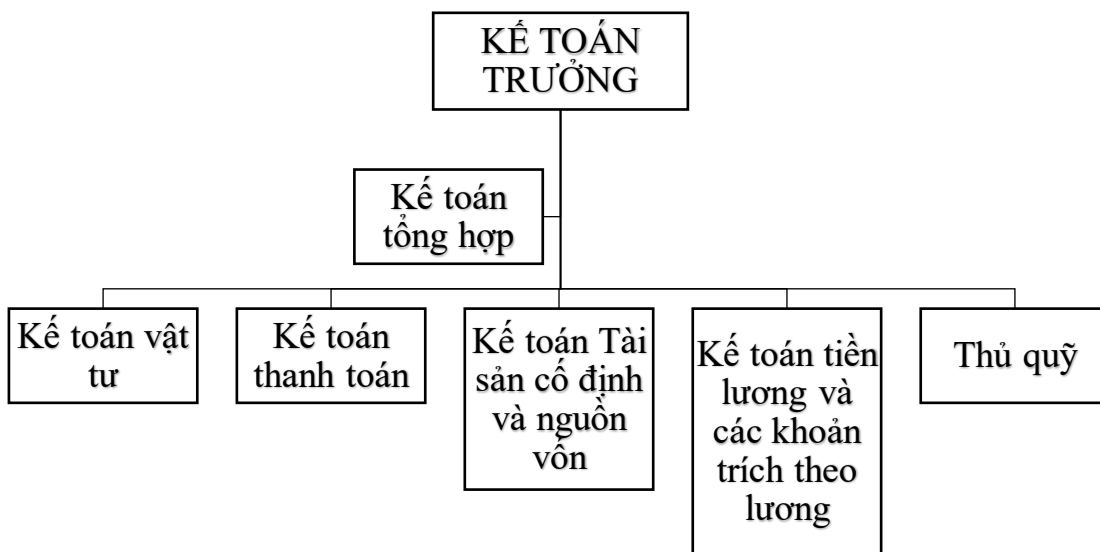 KẾ TOÁN
TRƯỞNG
Kế toán
tổng hợp
Kế toán vật
tư
Kế toán
thanh toán
Kế toán Tài
sản cố định
và nguồn
vốn
Kế toán tiền
lương và
các khoản
trích theo
lương
Thủ quỹ